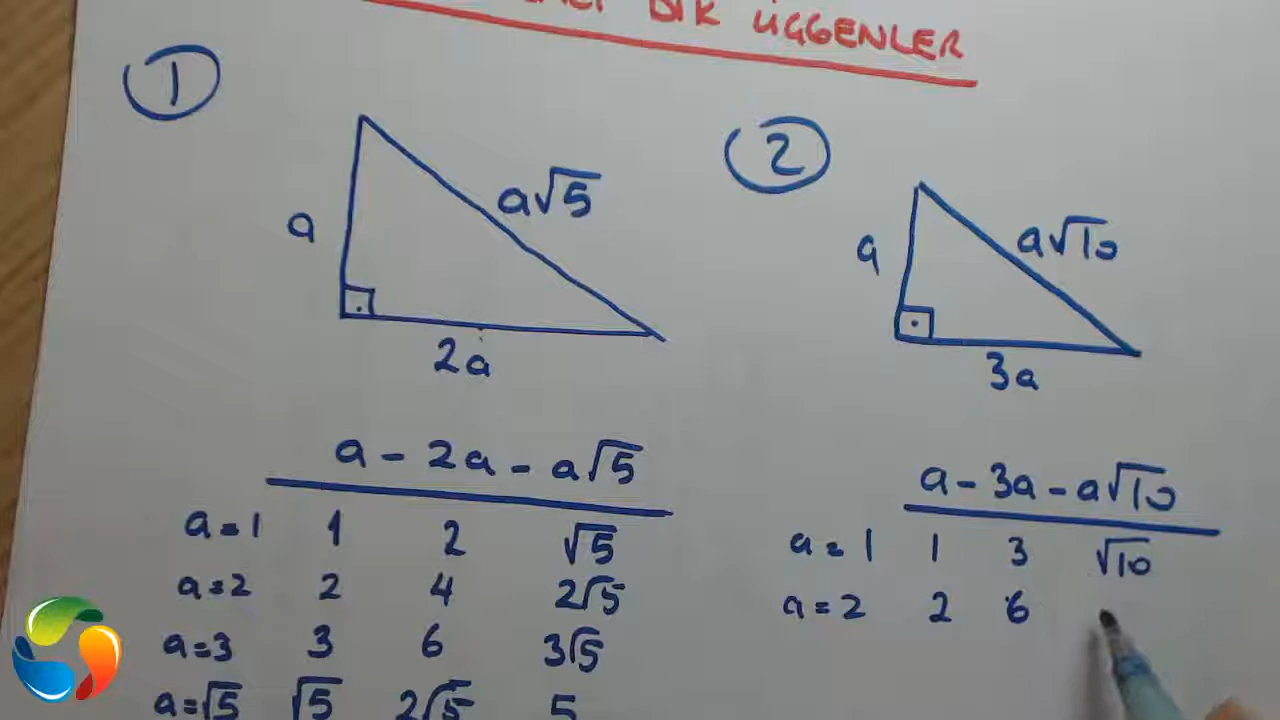 DİK ÜÇGENLER
1
a
a√5
2a
a - 2a - a√5
a=1 1 2 √5
a=2 2 4 2√5
a=3 3 6 3√5
a=√5 √5 2√5 5
2
a
a√10
3a
a - 3a - a√10
a=1 1 3 √10
a=2 2 6